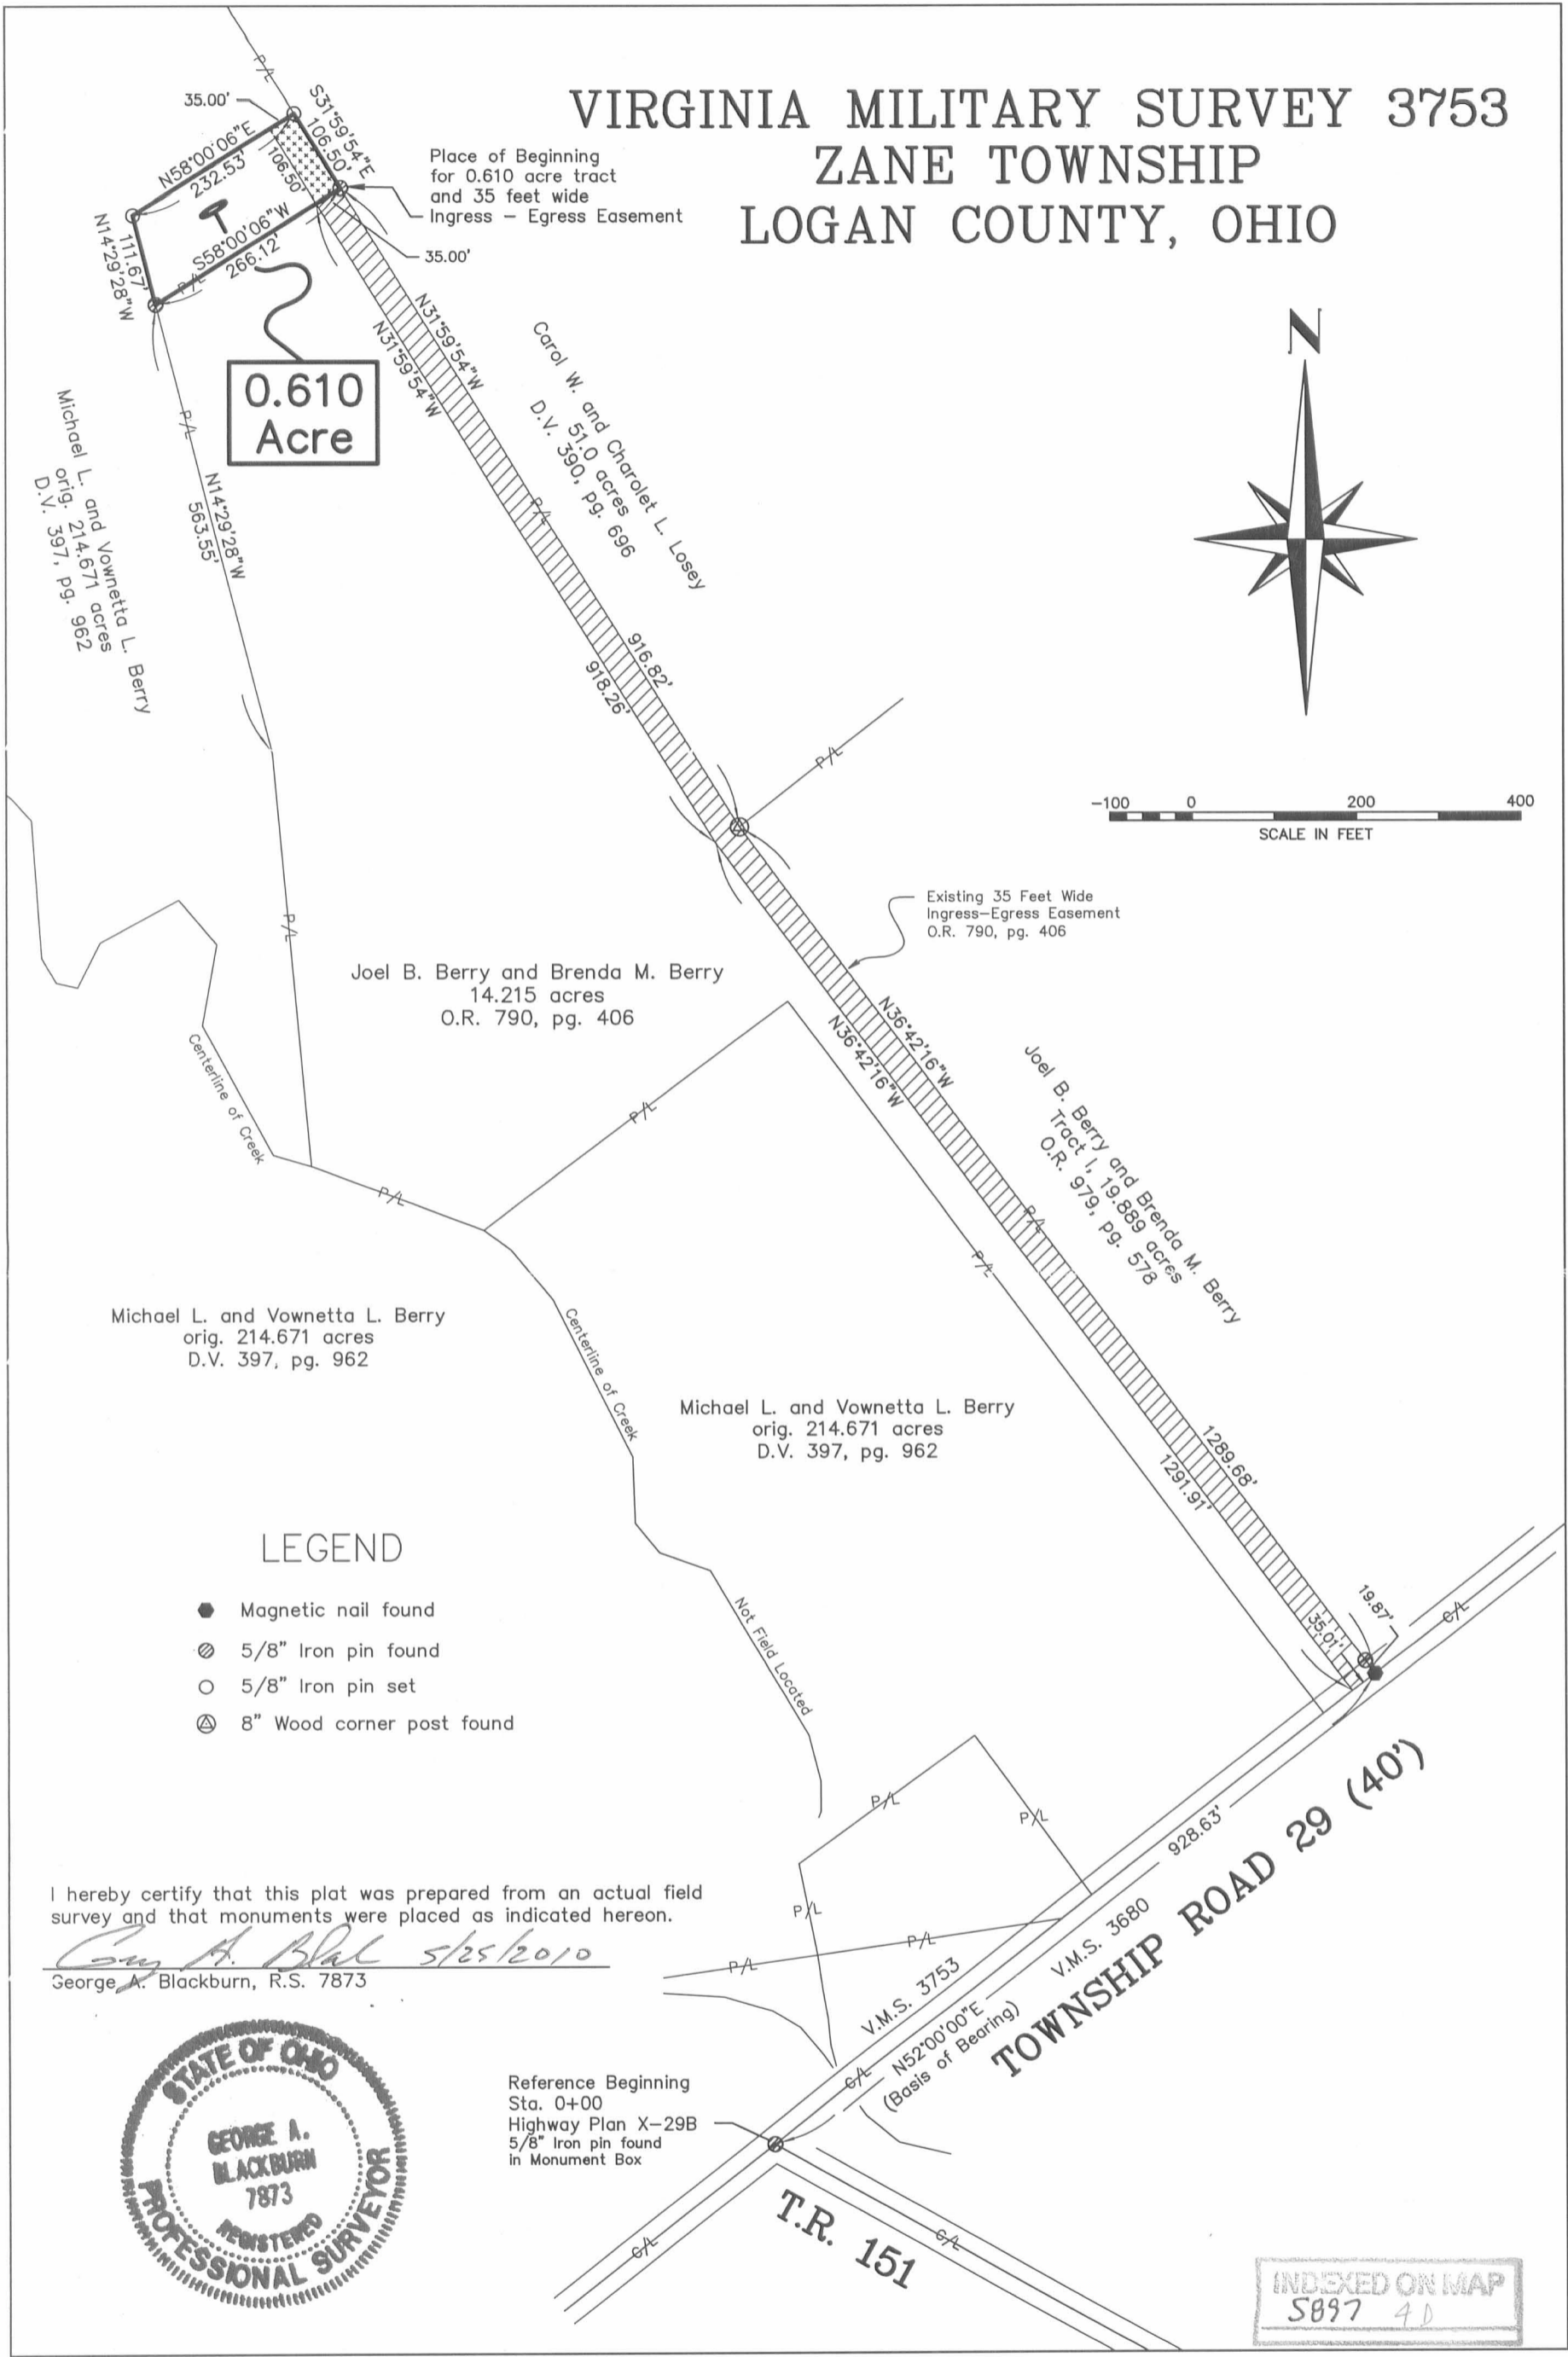 VIRGINIA MILITARY SURVEY 3753
ZANE TOWNSHIP
LOGAN COUNTY, OHIO
P/L
35.00'
S31°59'54"E
106.50'
N58°00'06"E
232.53'
106.50'
Place of Beginning
for 0.610 acre tract
and 35 feet wide
Ingress – Egress Easement
N14°29'28"W
111.67'
S58°00'06"W
266.12'
P/L
35.00'
0.610
Acre
N31°59'54"W
N31°59'54"W
Carol W. and Charolet L. Losey
51.0 acres
D.V. 390, pg. 696
N
Michael L. and Vownetta L. Berry
orig. 214.671 acres
D.V. 397, pg. 962
P/L
N14°29'28"W
563.55'
P/L
916.82'
918.26'
P/L
-100 0 200 400
SCALE IN FEET
Existing 35 Feet Wide
Ingress–Egress Easement
O.R. 790, pg. 406
P/L
Joel B. Berry and Brenda M. Berry
14.215 acres
O.R. 790, pg. 406
N36°42'16"W
N36°42'16"W
Centerline of Creek
P/L
P/L
Joel B. Berry and Brenda M. Berry
Tract I, 19.889 acres
O.R. 979, pg. 578
P/L
P/L
Michael L. and Vownetta L. Berry
orig. 214.671 acres
D.V. 397, pg. 962
Centerline of Creek
Michael L. and Vownetta L. Berry
orig. 214.671 acres
D.V. 397, pg. 962
1289.68'
1291.91'
LEGEND
Magnetic nail found
5/8" Iron pin found
5/8" Iron pin set
8" Wood corner post found
Not Field Located
19.87'
35.01'
C/L
P/L
P/L
P/L
P/L
P/L
928.63'
V.M.S. 3753
V.M.S. 3680
TOWNSHIP ROAD 29 (40')
C/L
N52°00'00"E
(Basis of Bearing)
I hereby certify that this plat was prepared from an actual field
survey and that monuments were placed as indicated hereon.
5/25/2010
George A. Blackburn, R.S. 7873
STATE OF OHIO
GEORGE A.
BLACKBURN
7873
REGISTERED
PROFESSIONAL SURVEYOR
Reference Beginning
Sta. 0+00
Highway Plan X–29B
5/8" Iron pin found
in Monument Box
C/L
T.R. 151
C/L
INDEXED ON MAP
5897 4D